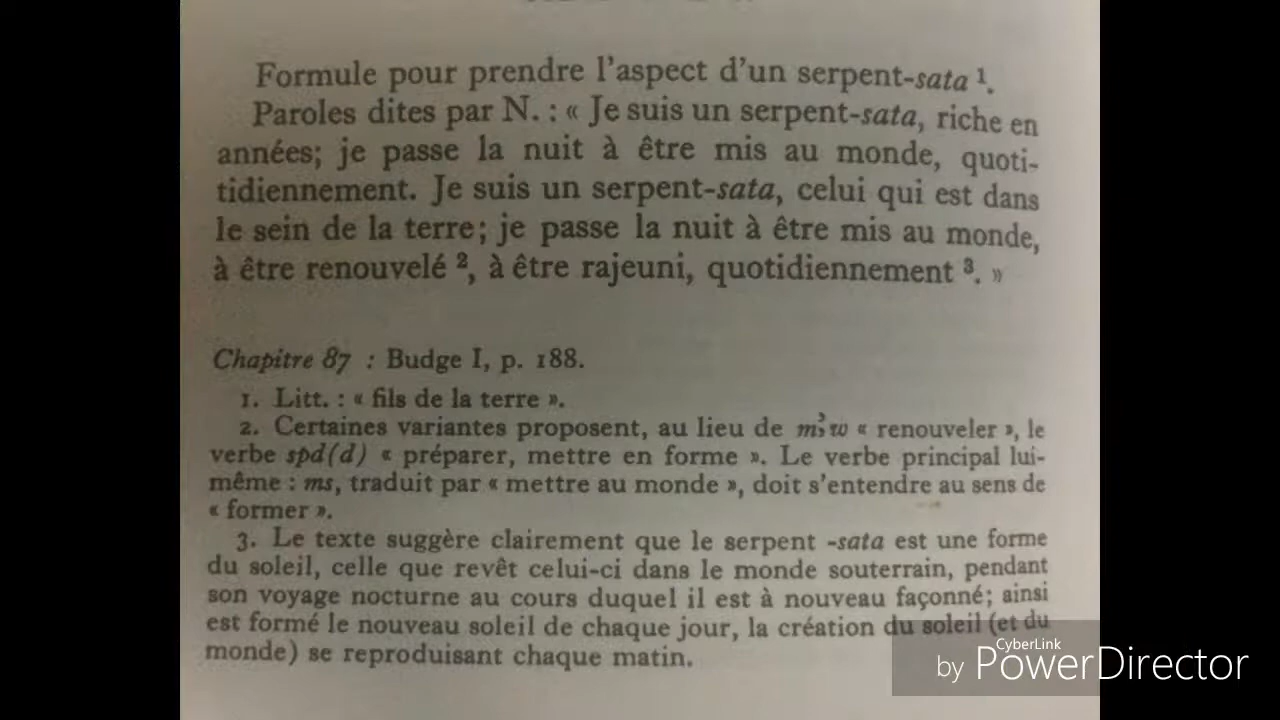 Formule pour prendre l'aspect d'un serpent-sata ¹.
Paroles dites par N. : « Je suis un serpent-sata, riche en
années; je passe la nuit à être mis au monde, quoti-
tidiennement. Je suis un serpent-sata, celui qui est dans
le sein de la terre; je passe la nuit à être mis au monde,
à être renouvelé ², à être rajeuni, quotidiennement ³. »
Chapitre 87 : Budge I, p. 188.
1. Litt. : « fils de la terre ».
2. Certaines variantes proposent, au lieu de mꜣw « renouveler », le
verbe spd(d) « préparer, mettre en forme ». Le verbe principal lui-
même : ms, traduit par « mettre au monde », doit s'entendre au sens de
« former ».
3. Le texte suggère clairement que le serpent -sata est une forme
du soleil, celle que revêt celui-ci dans le monde souterrain, pendant
son voyage nocturne au cours duquel il est à nouveau façonné; ainsi
est formé le nouveau soleil de chaque jour, la création du soleil (et du
monde) se reproduisant chaque matin.
CyberLink
by PowerDirector